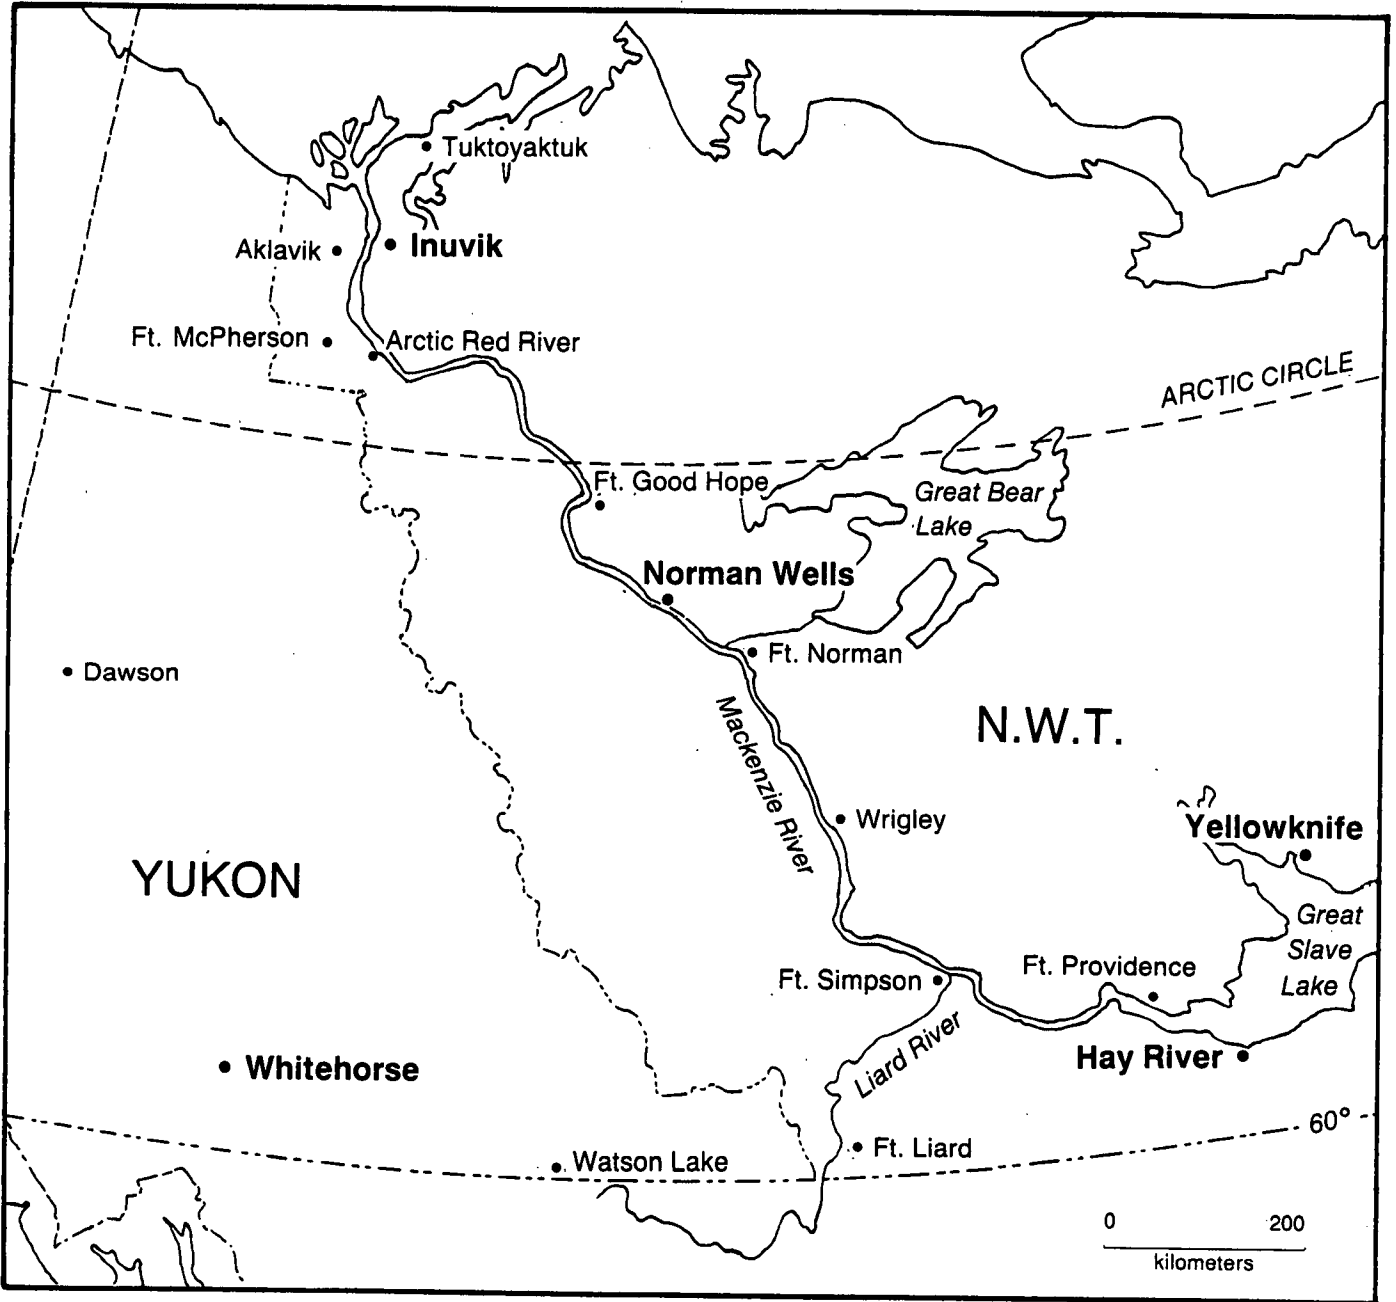 Tuktoyaktuk
Aklavik
Inuvik
Ft. McPherson
Arctic Red River
ARCTIC CIRCLE
Ft. Good Hope
Great Bear
Lake
Norman Wells
Ft. Norman
Dawson
Mackenzie River
N.W.T.
Wrigley
Yellowknife
YUKON
Great
Slave
Lake
Ft. Providence
Ft. Simpson
Liard River
Hay River
Whitehorse
60°
Ft. Liard
Watson Lake
0 200
kilometers